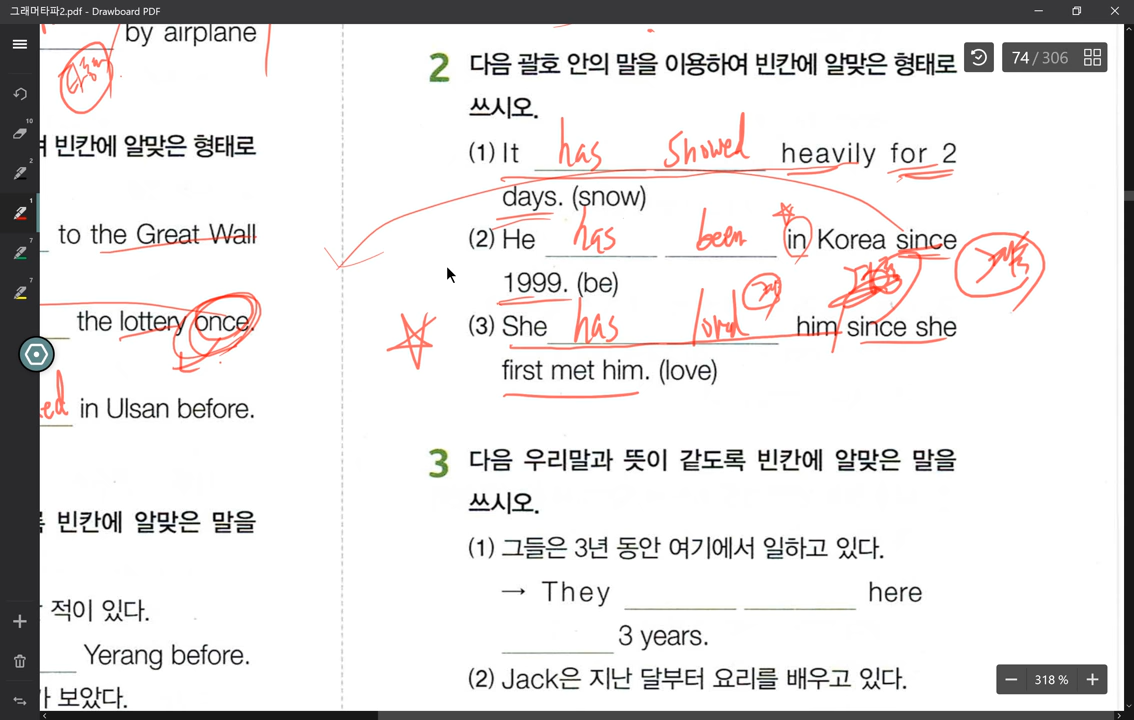 그래머타파2.pdf - Drawboard PDF
74 / 306
by airplane
2 다음 괄호 안의 말을 이용하여 빈칸에 알맞은 형태로
쓰시오.
(1) It has snowed heavily for 2
days. (snow)
(2) He has been in Korea since
1999. (be)
(3) She has loved him since she
first met him. (love)
3 다음 우리말과 뜻이 같도록 빈칸에 알맞은 말을
쓰시오.
(1) 그들은 3년 동안 여기에서 일하고 있다.
→ They here
3 years.
(2) Jack은 지난 달부터 요리를 배우고 있다.
빈칸에 알맞은 형태로
to the Great Wall
the lottery once.
ed in Ulsan before.
빈칸에 알맞은 말을
적이 있다.
Yerang before.
보았다.
10
2
1
7
7
318 %